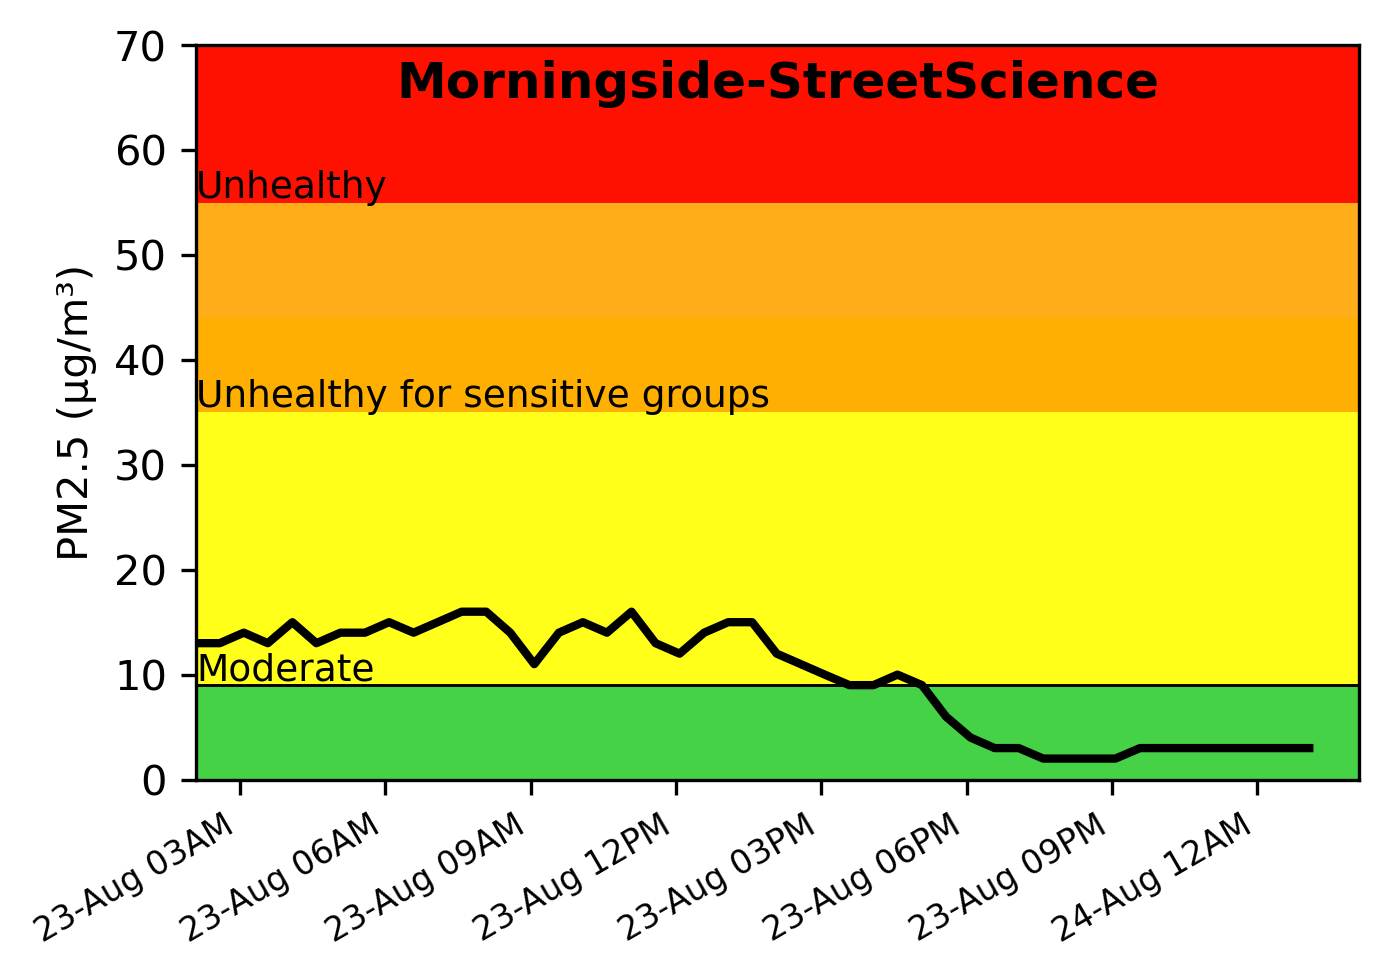 Morningside-StreetScience
PM2.5 (µg/m³)
70
60
50
40
30
20
10
0
Unhealthy
Unhealthy for sensitive groups
Moderate
23-Aug 03AM
23-Aug 06AM
23-Aug 09AM
23-Aug 12PM
23-Aug 03PM
23-Aug 06PM
23-Aug 09PM
24-Aug 12AM